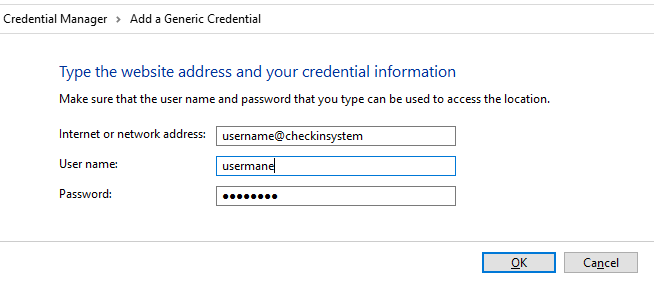 Credential Manager > Add a Generic Credential
Type the website address and your credential information
Make sure that the user name and password that you type can be used to access the location.
Internet or network address: username@checkinsystem
User name: usermane
Password: ●●●●●●●●
OK Cancel